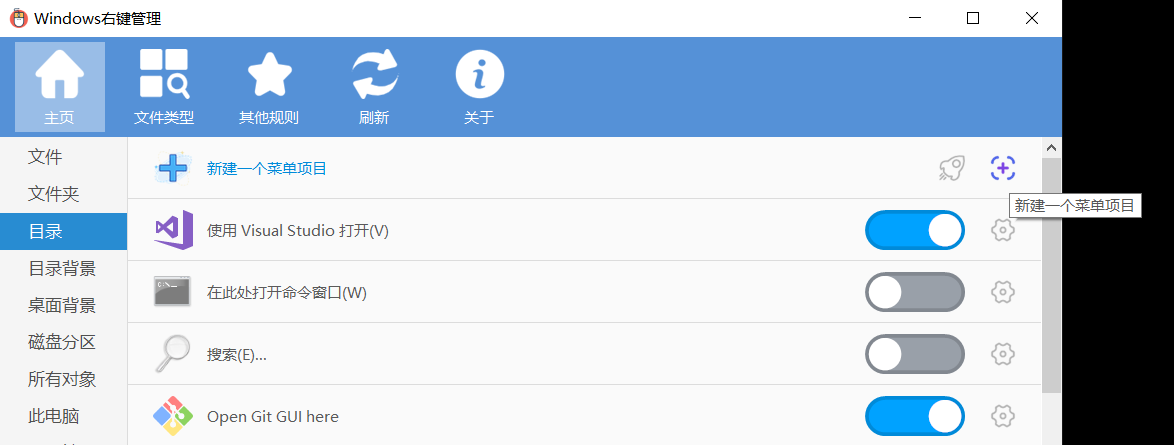 Windows右键管理
主页
文件类型
其他规则
刷新
关于
文件
文件夹
目录
目录背景
桌面背景
磁盘分区
所有对象
此电脑
新建一个菜单项目
新建一个菜单项目
使用 Visual Studio 打开(V)
在此处打开命令窗口(W)
搜索(E)...
Open Git GUI here